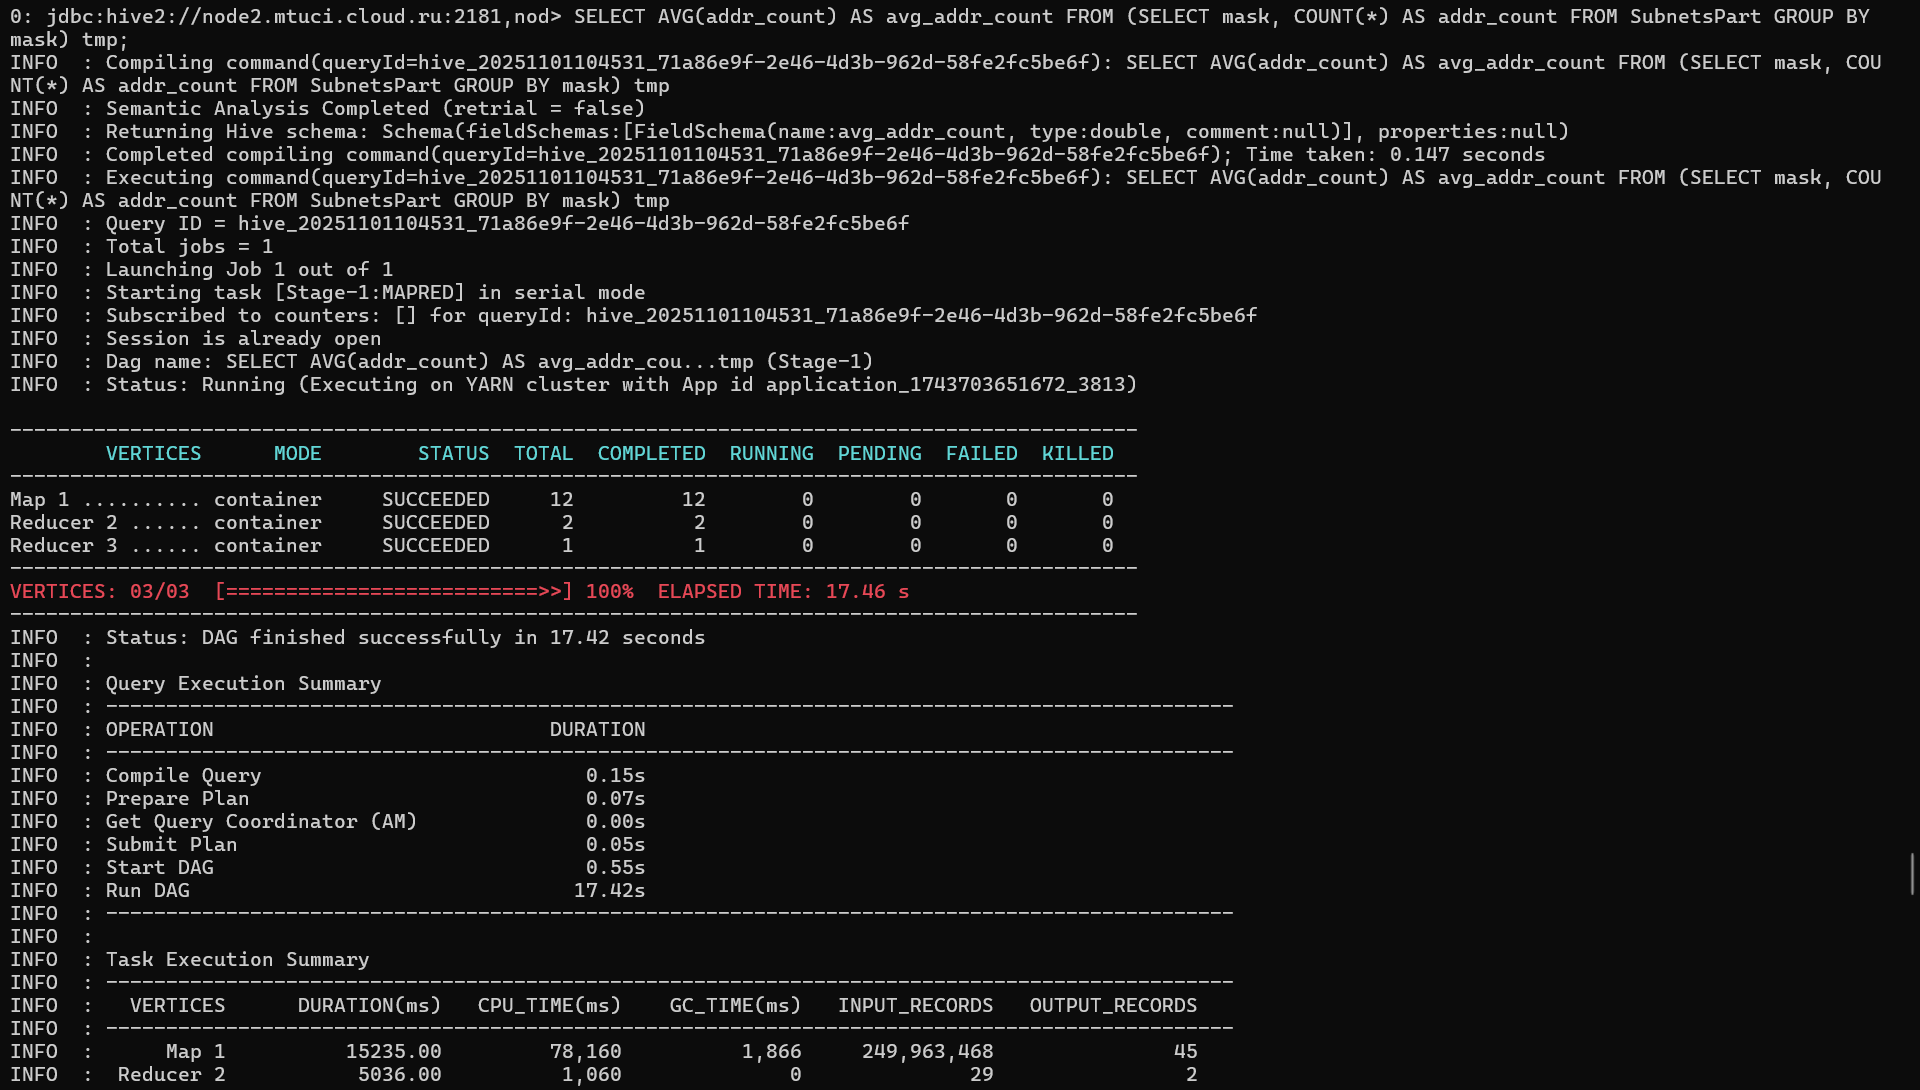 0: jdbc:hive2://node2.mtuci.cloud.ru:2181,nod> SELECT AVG(addr_count) AS avg_addr_count FROM (SELECT mask, COUNT(*) AS addr_count FROM SubnetsPart GROUP BY
mask) tmp;
INFO  : Compiling command(queryId=hive_20251101104531_71a86e9f-2e46-4d3b-962d-58fe2fc5be6f): SELECT AVG(addr_count) AS avg_addr_count FROM (SELECT mask, COU
NT(*) AS addr_count FROM SubnetsPart GROUP BY mask) tmp
INFO  : Semantic Analysis Completed (retrial = false)
INFO  : Returning Hive schema: Schema(fieldSchemas:[FieldSchema(name:avg_addr_count, type:double, comment:null)], properties:null)
INFO  : Completed compiling command(queryId=hive_20251101104531_71a86e9f-2e46-4d3b-962d-58fe2fc5be6f); Time taken: 0.147 seconds
INFO  : Executing command(queryId=hive_20251101104531_71a86e9f-2e46-4d3b-962d-58fe2fc5be6f): SELECT AVG(addr_count) AS avg_addr_count FROM (SELECT mask, COU
NT(*) AS addr_count FROM SubnetsPart GROUP BY mask) tmp
INFO  : Query ID = hive_20251101104531_71a86e9f-2e46-4d3b-962d-58fe2fc5be6f
INFO  : Total jobs = 1
INFO  : Launching Job 1 out of 1
INFO  : Starting task [Stage-1:MAPRED] in serial mode
INFO  : Subscribed to counters: [] for queryId: hive_20251101104531_71a86e9f-2e46-4d3b-962d-58fe2fc5be6f
INFO  : Session is already open
INFO  : Dag name: SELECT AVG(addr_count) AS avg_addr_cou...tmp (Stage-1)
INFO  : Status: Running (Executing on YARN cluster with App id application_1743703651672_3813)

----------------------------------------------------------------------------------------------
        VERTICES      MODE        STATUS  TOTAL  COMPLETED  RUNNING  PENDING  FAILED  KILLED
----------------------------------------------------------------------------------------------
Map 1 .......... container     SUCCEEDED     12         12        0        0       0       0
Reducer 2 ...... container     SUCCEEDED      2          2        0        0       0       0
Reducer 3 ...... container     SUCCEEDED      1          1        0        0       0       0
----------------------------------------------------------------------------------------------
VERTICES: 03/03  [==========================>>] 100%  ELAPSED TIME: 17.46 s
----------------------------------------------------------------------------------------------
INFO  : Status: DAG finished successfully in 17.42 seconds
INFO  :
INFO  : Query Execution Summary
INFO  : ----------------------------------------------------------------------------------------------
INFO  : OPERATION                            DURATION
INFO  : ----------------------------------------------------------------------------------------------
INFO  : Compile Query                           0.15s
INFO  : Prepare Plan                            0.07s
INFO  : Get Query Coordinator (AM)              0.00s
INFO  : Submit Plan                             0.05s
INFO  : Start DAG                               0.55s
INFO  : Run DAG                                17.42s
INFO  : ----------------------------------------------------------------------------------------------
INFO  :
INFO  : Task Execution Summary
INFO  : ----------------------------------------------------------------------------------------------
INFO  :   VERTICES      DURATION(ms)   CPU_TIME(ms)    GC_TIME(ms)   INPUT_RECORDS   OUTPUT_RECORDS
INFO  : ----------------------------------------------------------------------------------------------
INFO  :      Map 1          15235.00         78,160          1,866     249,963,468               45
INFO  :  Reducer 2           5036.00          1,060              0              29                2